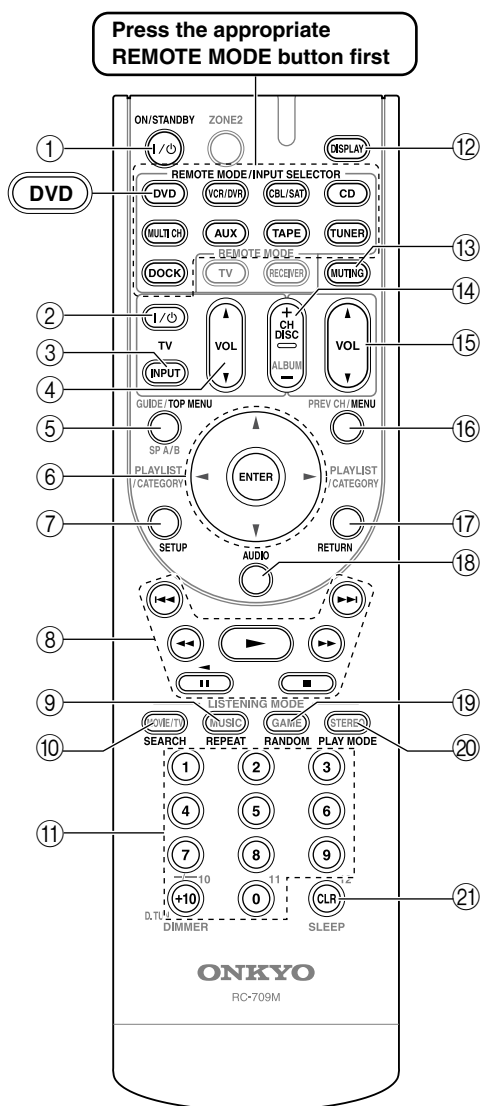 Press the appropriate
REMOTE MODE button first
ON/STANDBY ZONE2
① I/⏻ DISPLAY ⑫
REMOTE MODE/INPUT SELECTOR
DVD DVD VCR/DVR CBL/SAT CD
MULTI CH AUX TAPE TUNER
REMOTE MODE ⑬
DOCK TV RECEIVER MUTING
② I/⏻ + ⑭
TV VOL CH VOL ⑮
③ DISC
INPUT ALBUM
④ −
GUIDE/TOP MENU PREV CH/MENU
⑤ ⑯
SP A/B
PLAYLIST PLAYLIST
/CATEGORY ENTER /CATEGORY
⑥
⑦ ⑰
SETUP AUDIO RETURN
⑱
⑧
⑨ LISTENING MODE ⑲
⑩ MOVIE/TV MUSIC GAME STEREO ⑳
SEARCH REPEAT RANDOM PLAY MODE
1 2 3
4 5 6
⑪ 7 8 9
-/--10 11 12
+10 0 CLR ㉑
D.TUN
DIMMER SLEEP
ONKYO
RC-709M